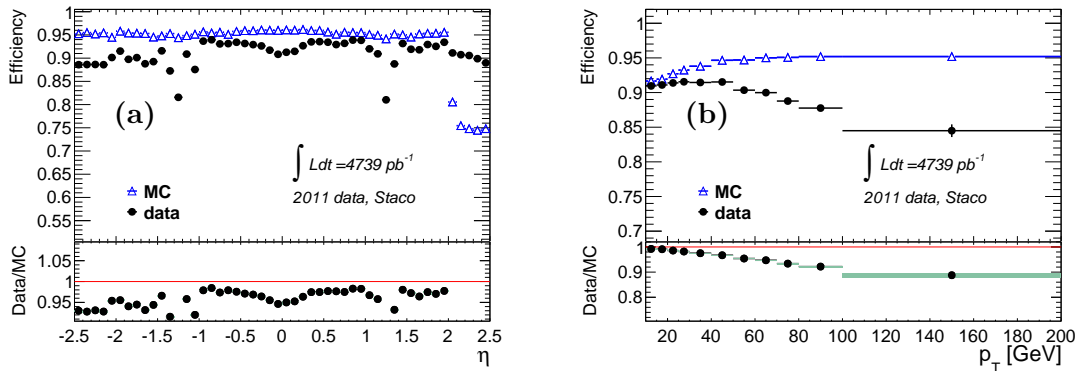 Efficiency
1
0.95
0.9
0.85
0.8
0.75
0.7
0.65
0.6
0.55
(a)
∫ Ldt =4739 pb⁻¹
2011 data, Staco
MC
data
Data/MC
1.05
1
0.95
-2.5 -2 -1.5 -1 -0.5 0 0.5 1 1.5 2 2.5
η
Efficiency
1
0.95
0.9
0.85
0.8
0.75
(b)
∫ Ldt =4739 pb⁻¹
2011 data, Staco
MC
data
Data/MC
1
0.9
0.8
20 40 60 80 100 120 140 160 180 200
p_T [GeV]